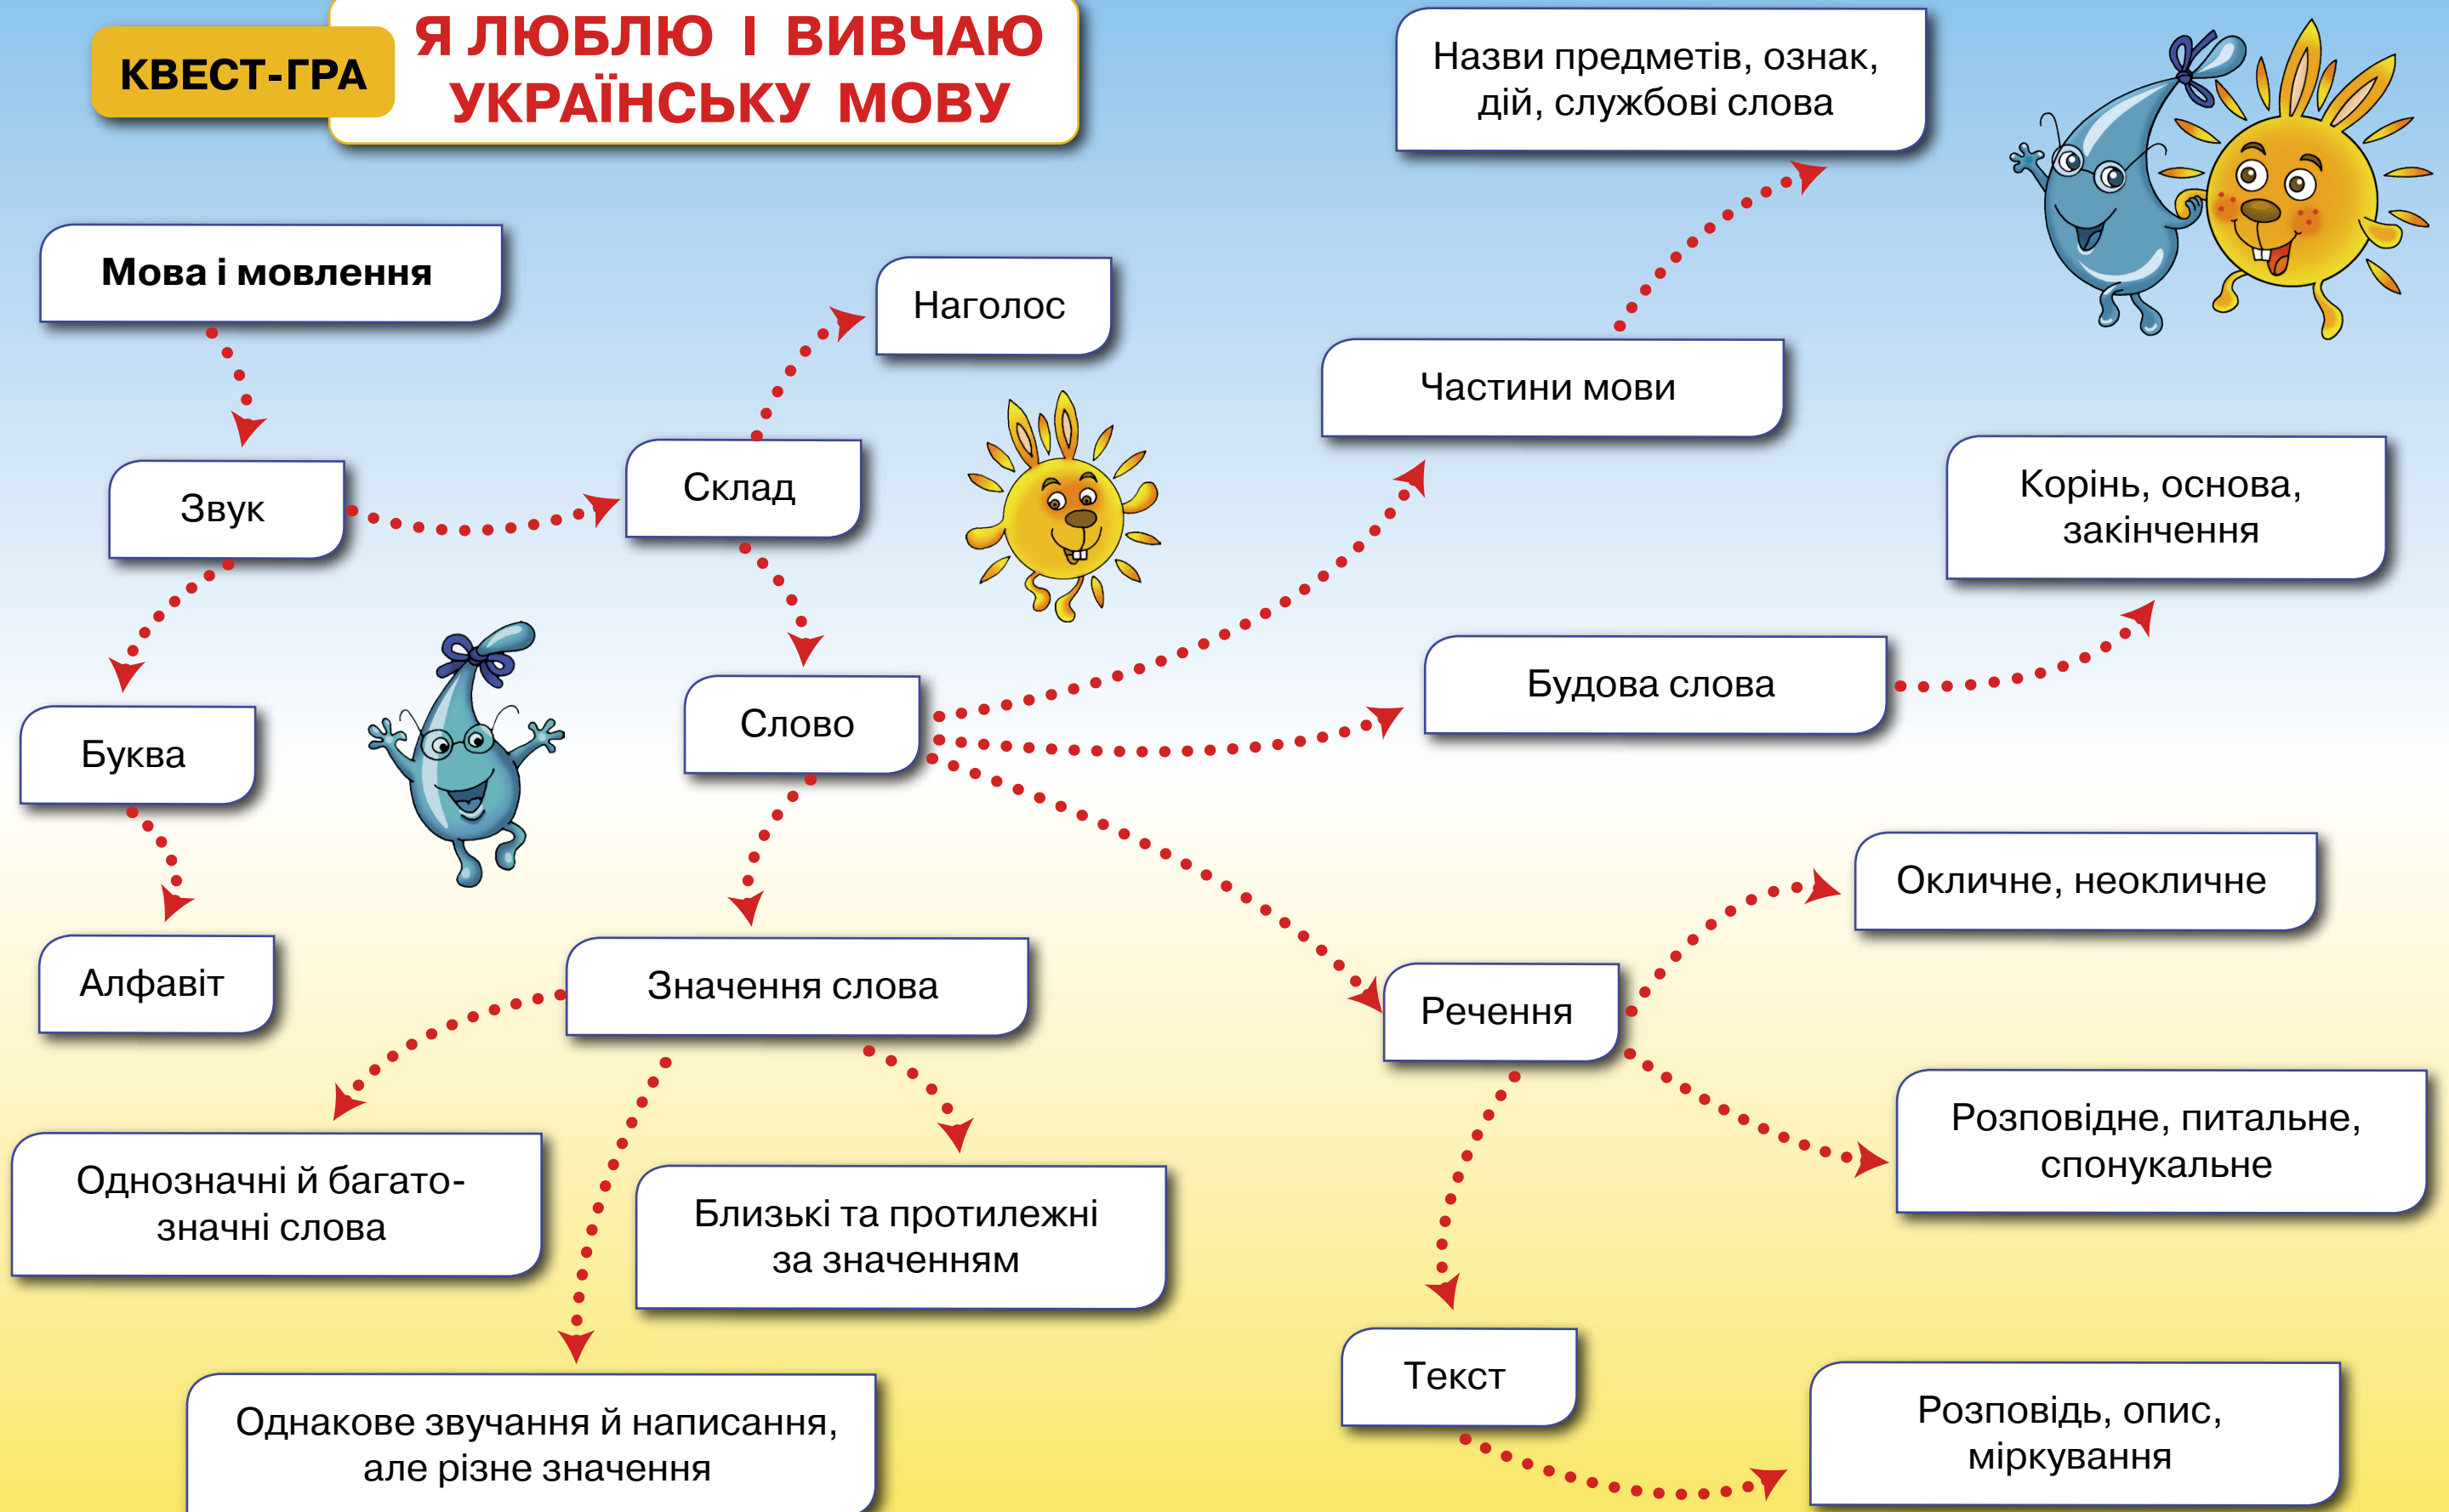 КВЕСТ-ГРА
Я ЛЮБЛЮ І ВИВЧАЮ
УКРАЇНСЬКУ МОВУ
Назви предметів, ознак,
дій, службові слова
Мова і мовлення
Наголос
Частини мови
Звук
Склад
Корінь, основа,
закінчення
Буква
Слово
Будова слова
Окличне, неокличне
Алфавіт
Значення слова
Речення
Розповідне, питальне,
спонукальне
Однозначні й багато-
значні слова
Близькі та протилежні
за значенням
Текст
Розповідь, опис,
міркування
Однакове звучання й написання,
але різне значення